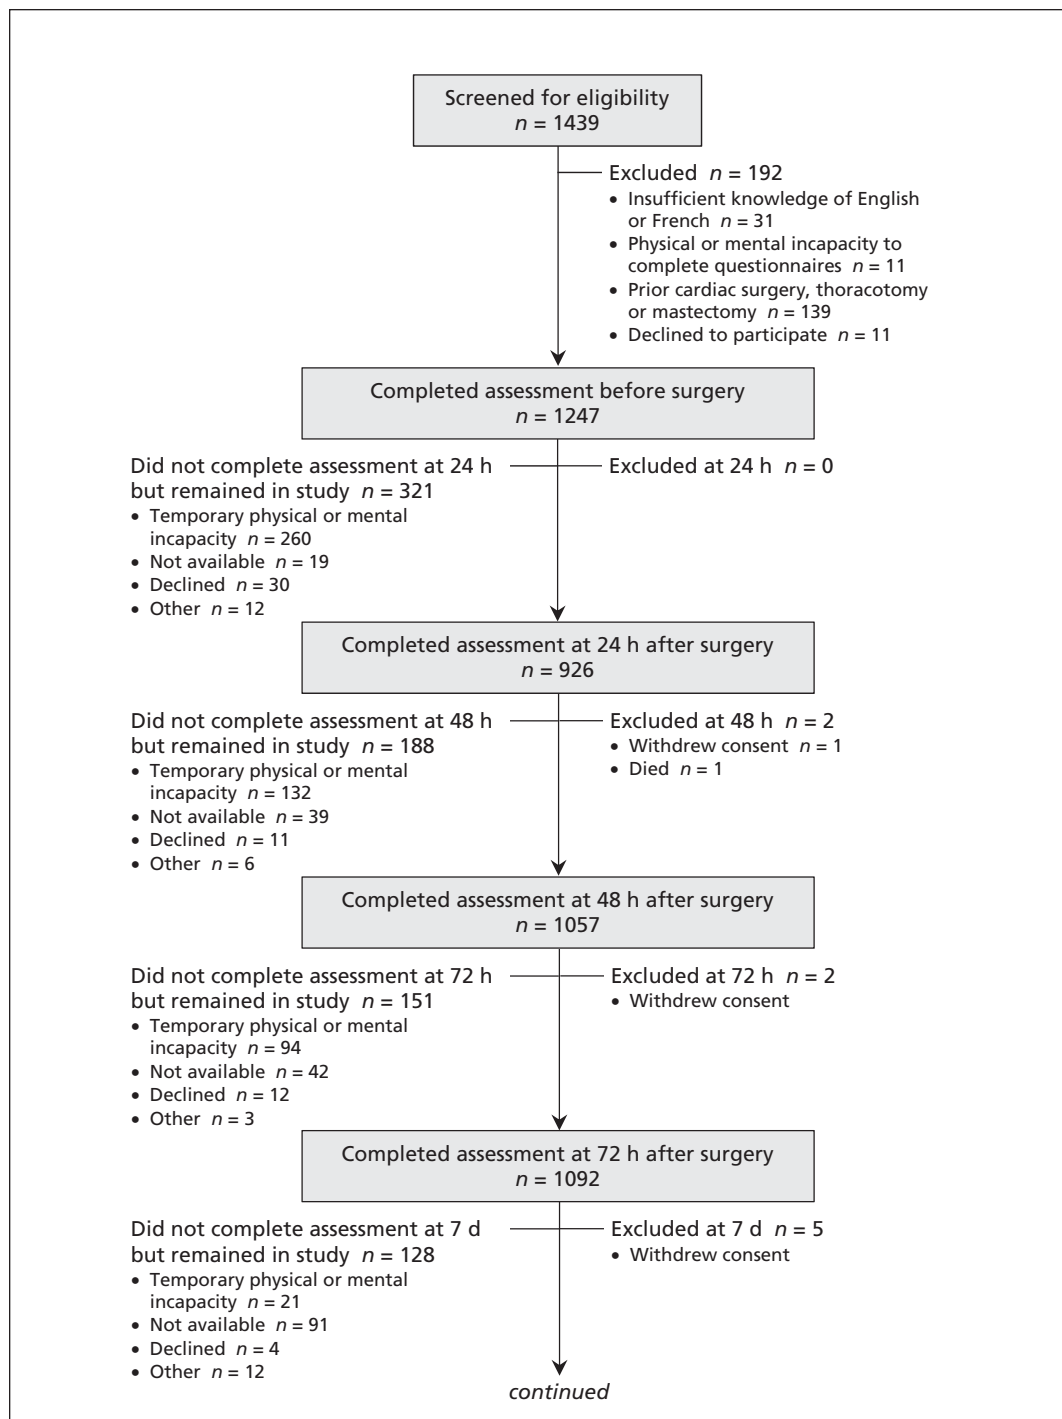 Screened for eligibility
n = 1439
Excluded n = 192
• Insufficient knowledge of English
or French n = 31
• Physical or mental incapacity to
complete questionnaires n = 11
• Prior cardiac surgery, thoracotomy
or mastectomy n = 139
• Declined to participate n = 11
Completed assessment before surgery
n = 1247
Did not complete assessment at 24 h
but remained in study n = 321
• Temporary physical or mental
incapacity n = 260
• Not available n = 19
• Declined n = 30
• Other n = 12
Excluded at 24 h n = 0
Completed assessment at 24 h after surgery
n = 926
Did not complete assessment at 48 h
but remained in study n = 188
• Temporary physical or mental
incapacity n = 132
• Not available n = 39
• Declined n = 11
• Other n = 6
Excluded at 48 h n = 2
• Withdrew consent n = 1
• Died n = 1
Completed assessment at 48 h after surgery
n = 1057
Did not complete assessment at 72 h
but remained in study n = 151
• Temporary physical or mental
incapacity n = 94
• Not available n = 42
• Declined n = 12
• Other n = 3
Excluded at 72 h n = 2
• Withdrew consent
Completed assessment at 72 h after surgery
n = 1092
Did not complete assessment at 7 d
but remained in study n = 128
• Temporary physical or mental
incapacity n = 21
• Not available n = 91
• Declined n = 4
• Other n = 12
Excluded at 7 d n = 5
• Withdrew consent
continued